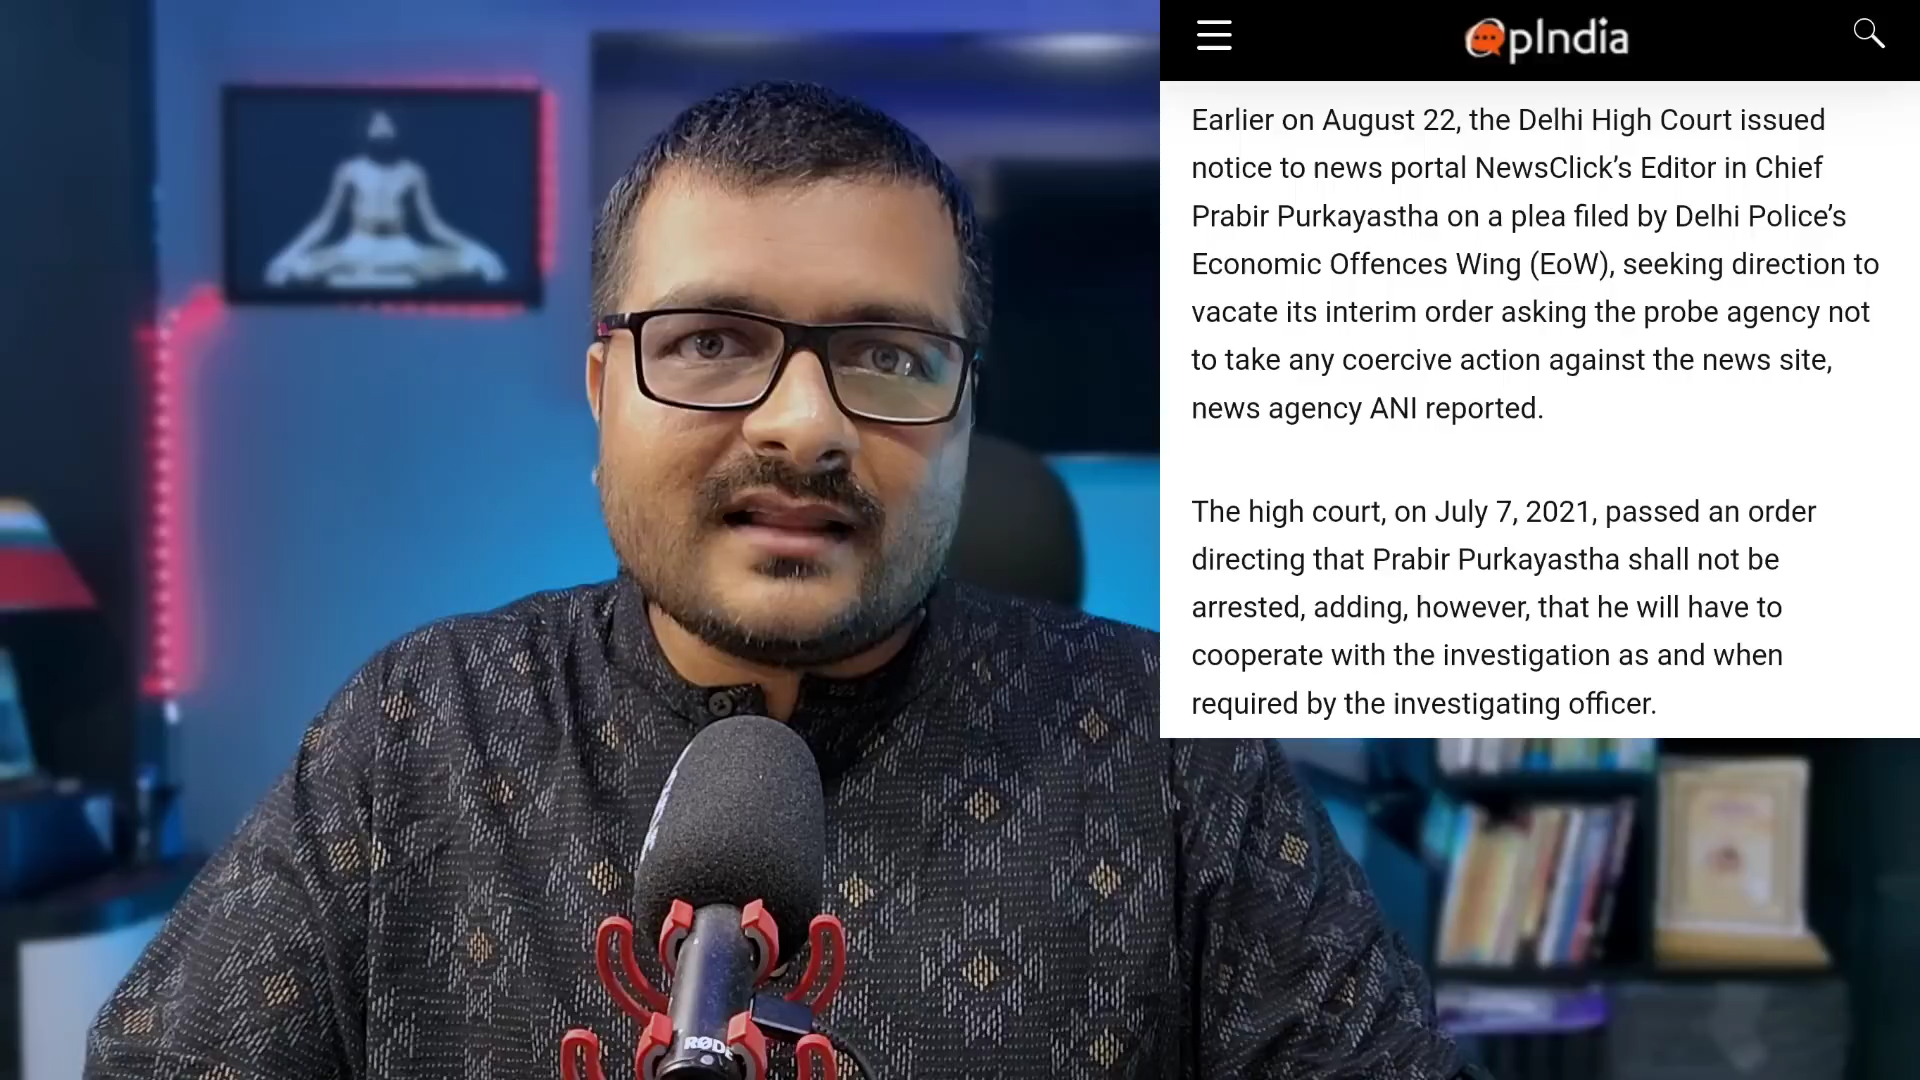 OpIndia
Earlier on August 22, the Delhi High Court issued
notice to news portal NewsClick’s Editor in Chief
Prabir Purkayastha on a plea filed by Delhi Police’s
Economic Offences Wing (EoW), seeking direction to
vacate its interim order asking the probe agency not
to take any coercive action against the news site,
news agency ANI reported.
The high court, on July 7, 2021, passed an order
directing that Prabir Purkayastha shall not be
arrested, adding, however, that he will have to
cooperate with the investigation as and when
required by the investigating officer.
RØDE